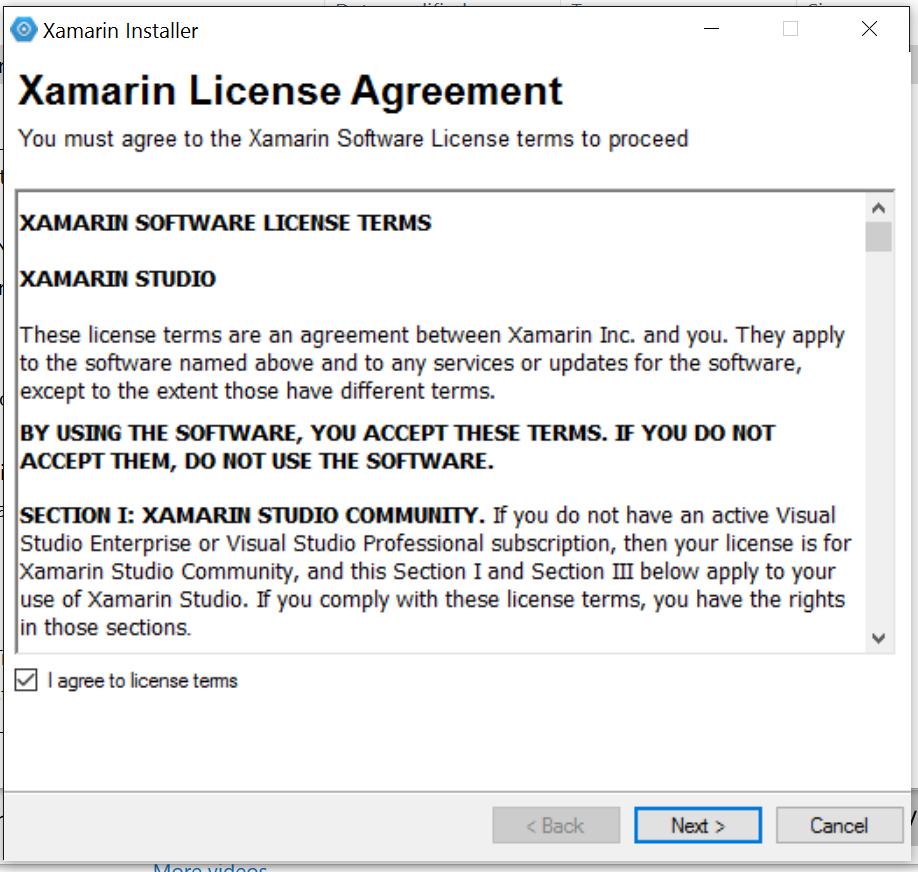 Xamarin Installer
Xamarin License Agreement
You must agree to the Xamarin Software License terms to proceed
XAMARIN SOFTWARE LICENSE TERMS
XAMARIN STUDIO
These license terms are an agreement between Xamarin Inc. and you. They apply
to the software named above and to any services or updates for the software,
except to the extent those have different terms.
BY USING THE SOFTWARE, YOU ACCEPT THESE TERMS. IF YOU DO NOT
ACCEPT THEM, DO NOT USE THE SOFTWARE.
SECTION I: XAMARIN STUDIO COMMUNITY. If you do not have an active Visual
Studio Enterprise or Visual Studio Professional subscription, then your license is for
Xamarin Studio Community, and this Section I and Section III below apply to your
use of Xamarin Studio. If you comply with these license terms, you have the rights
in those sections.
I agree to license terms
< Back
Next >
Cancel
More videos